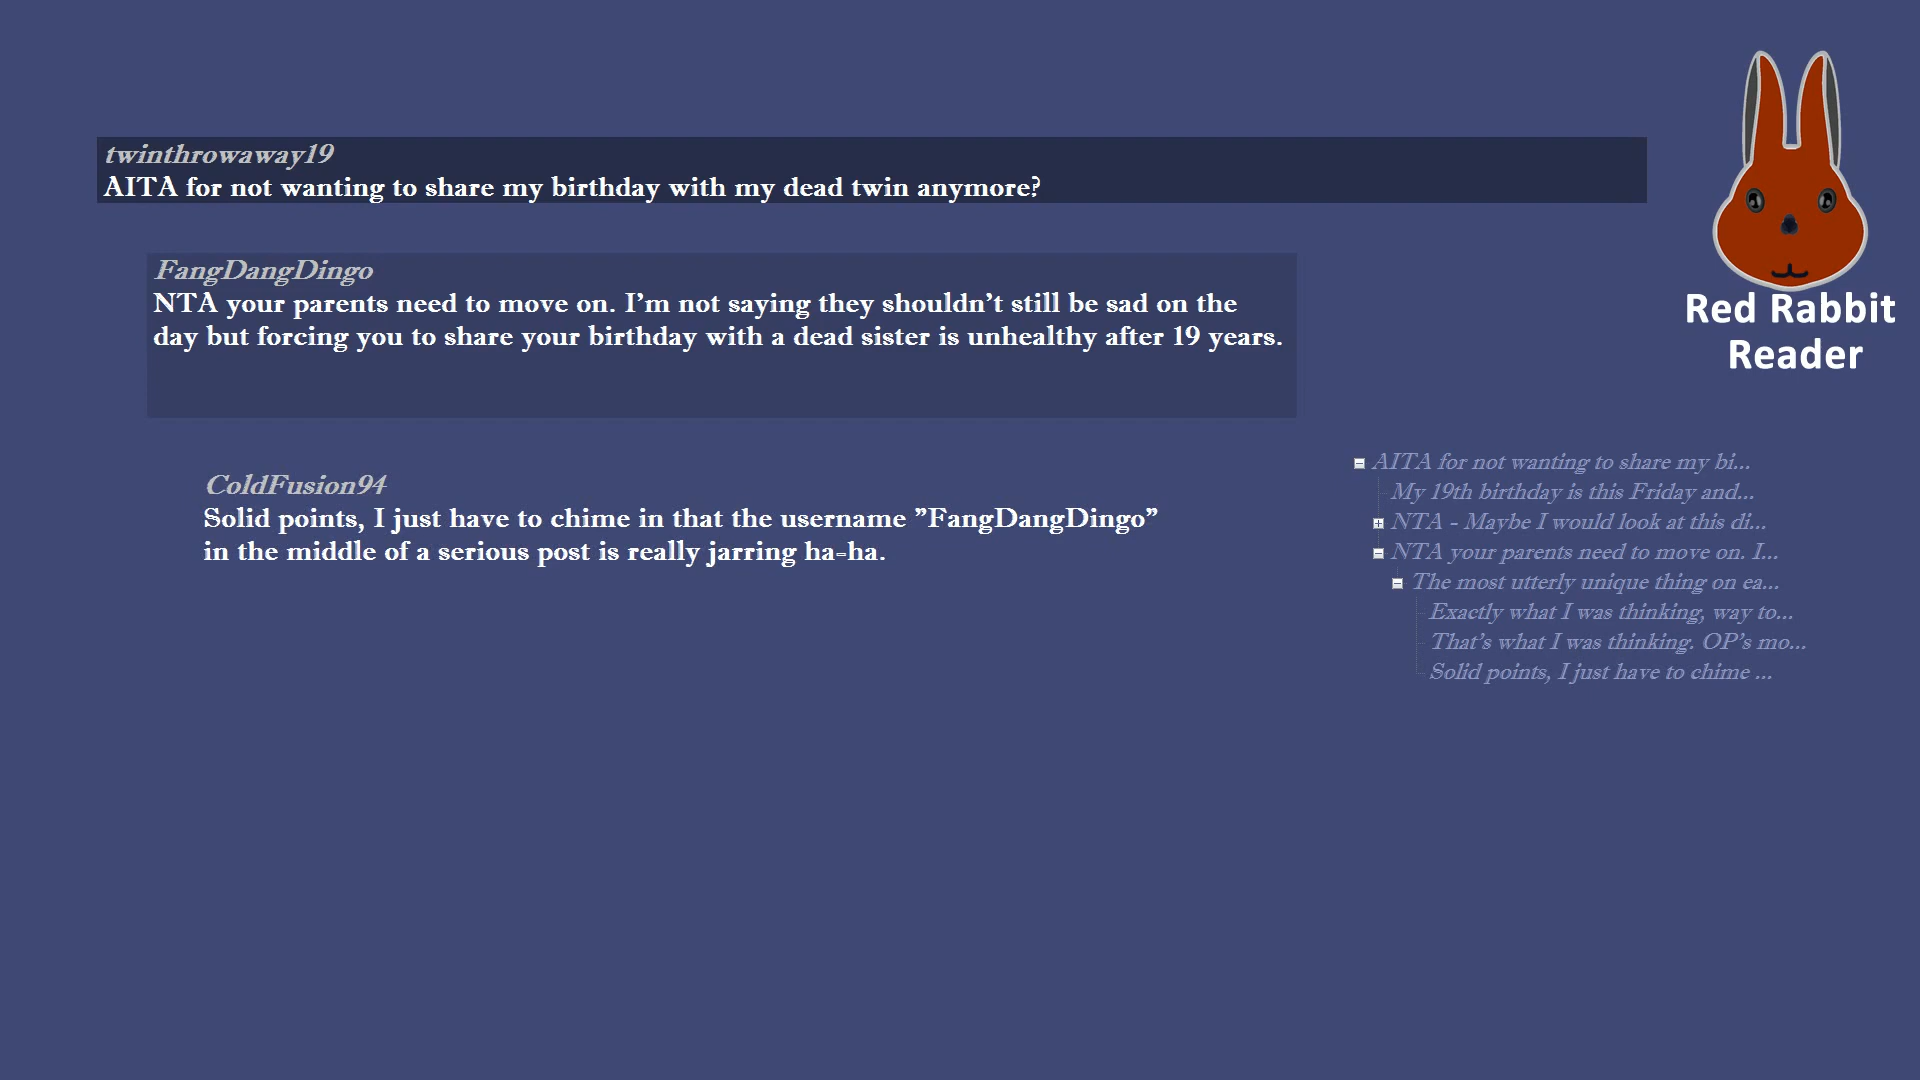 twinthrowaway19
AITA for not wanting to share my birthday with my dead twin anymore?
FangDangDingo
NTA your parents need to move on. I'm not saying they shouldn't still be sad on the
day but forcing you to share your birthday with a dead sister is unhealthy after 19 years.
ColdFusion94
Solid points, I just have to chime in that the username ”FangDangDingo”
in the middle of a serious post is really jarring ha-ha.
Red Rabbit
Reader
AITA for not wanting to share my bi...
My 19th birthday is this Friday and...
NTA - Maybe I would look at this di...
NTA your parents need to move on. I...
The most utterly unique thing on ea...
Exactly what I was thinking, way to...
That's what I was thinking. OP's mo...
Solid points, I just have to chime ...